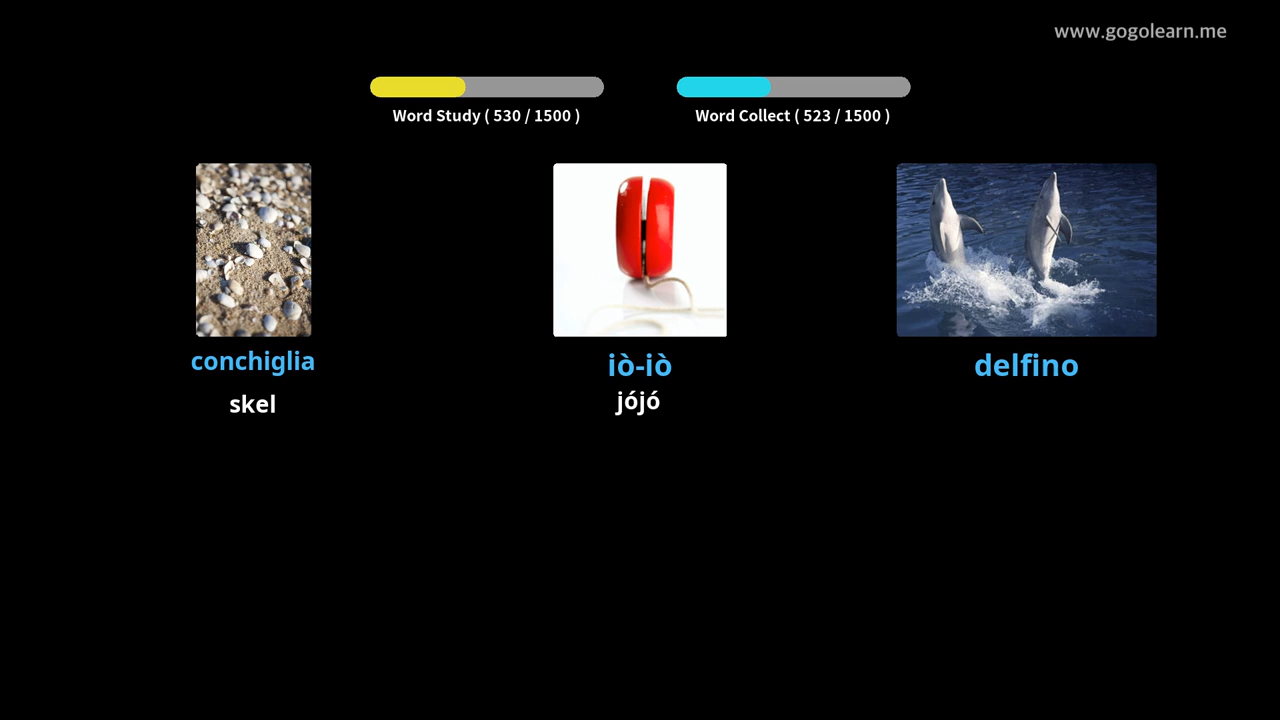 www.gogolearn.me
Word Study ( 530 / 1500 )
Word Collect ( 523 / 1500 )
conchiglia
skel
iò-iò
jójó
delfino